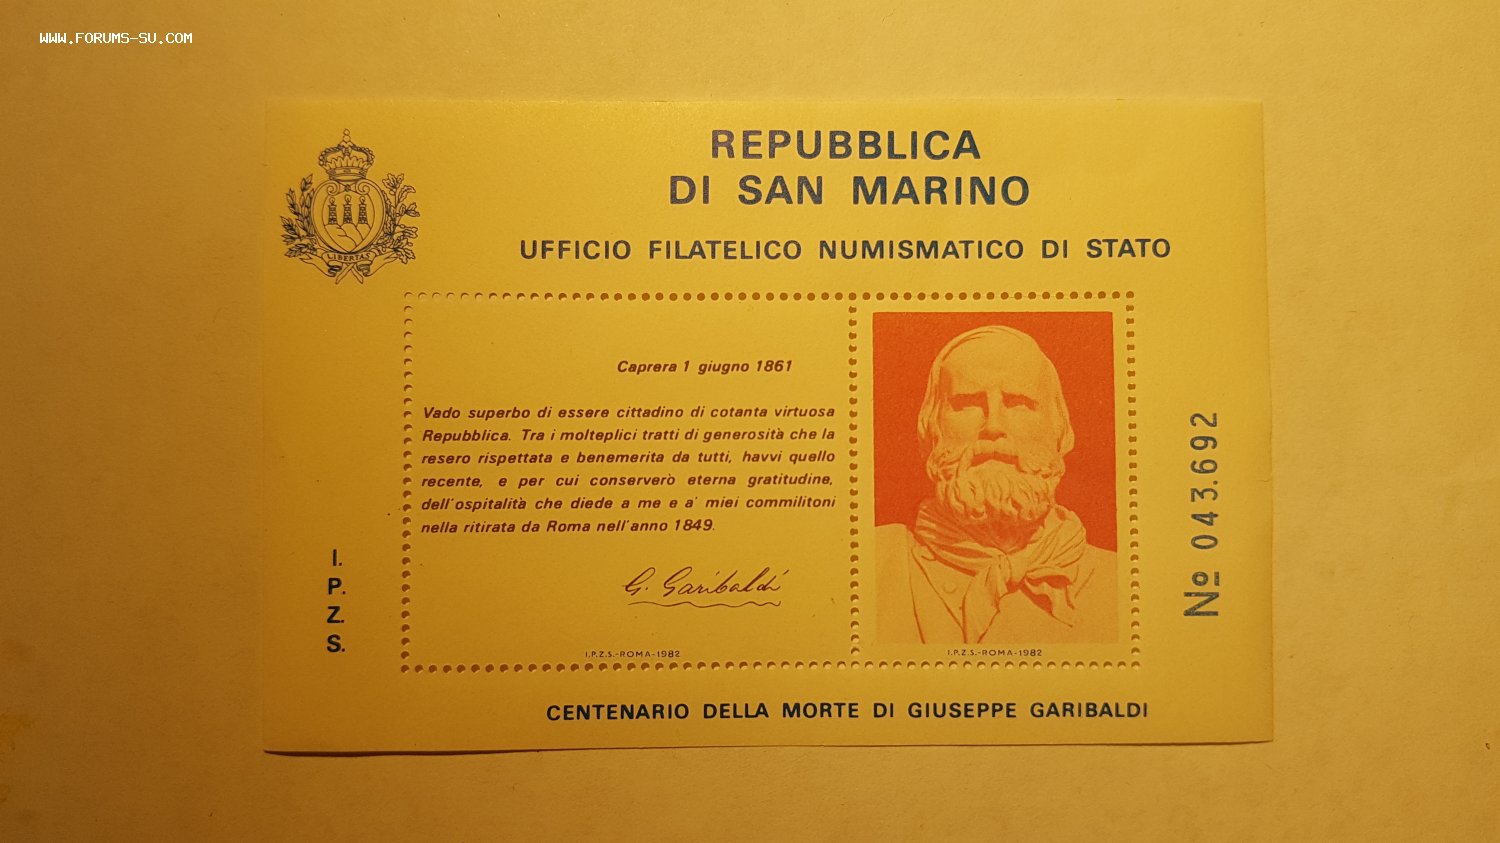 WWW.FORUMS-SU.COM
REPUBBLICA
DI SAN MARINO
UFFICIO FILATELICO NUMISMATICO DI STATO
LIBERTAS
Caprera 1 giugno 1861
Vado superbo di essere cittadino di cotanta virtuosa
Repubblica. Tra i molteplici tratti di generosità che la
resero rispettata e benemerita da tutti, havvi quello
recente, e per cui conserverò eterna gratitudine,
dell'ospitalità che diede a me e a' miei commilitoni
nella ritirata da Roma nell'anno 1849.
G. Garibaldi
I.P.Z.S.-ROMA-1982
I.P.Z.S.-ROMA-1982
I.
P.
Z.
S.
Nº 043.692
CENTENARIO DELLA MORTE DI GIUSEPPE GARIBALDI